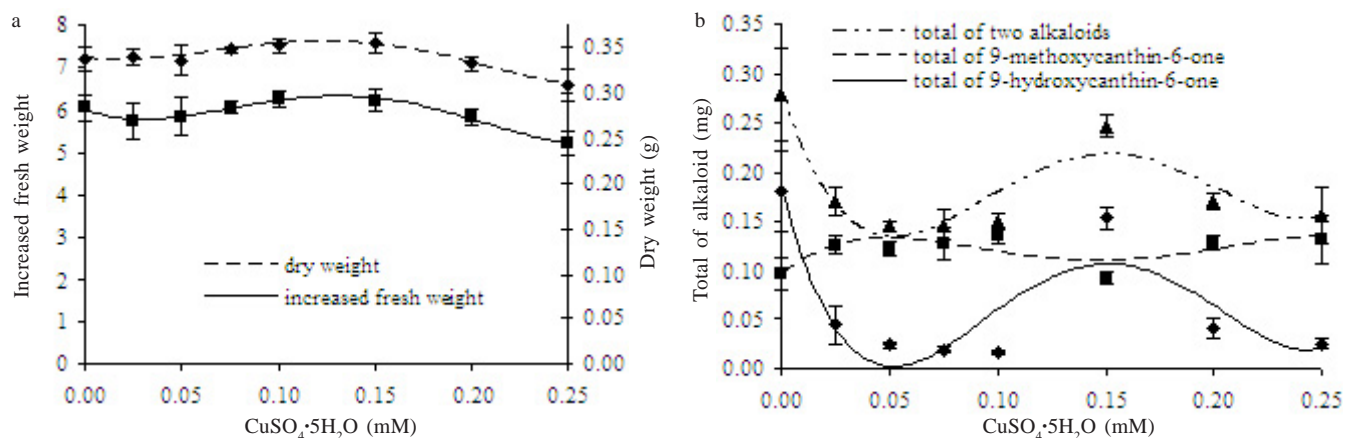 a
8
7
6
5
4
3
2
1
0
Increased fresh weight
0.35
0.30
0.25
0.20
0.15
0.10
0.05
0.00
Dry weight (g)
dry weight
increased fresh weight
0.00 0.05 0.10 0.15 0.20 0.25
CuSO₄·5H₂O (mM)
b
0.35
0.30
0.25
0.20
0.15
0.10
0.05
0.00
Total of alkaloid (mg)
total of two alkaloids
total of 9-methoxycanthin-6-one
total of 9-hydroxycanthin-6-one
0.00 0.05 0.10 0.15 0.20 0.25
CuSO₄·5H₂O (mM)